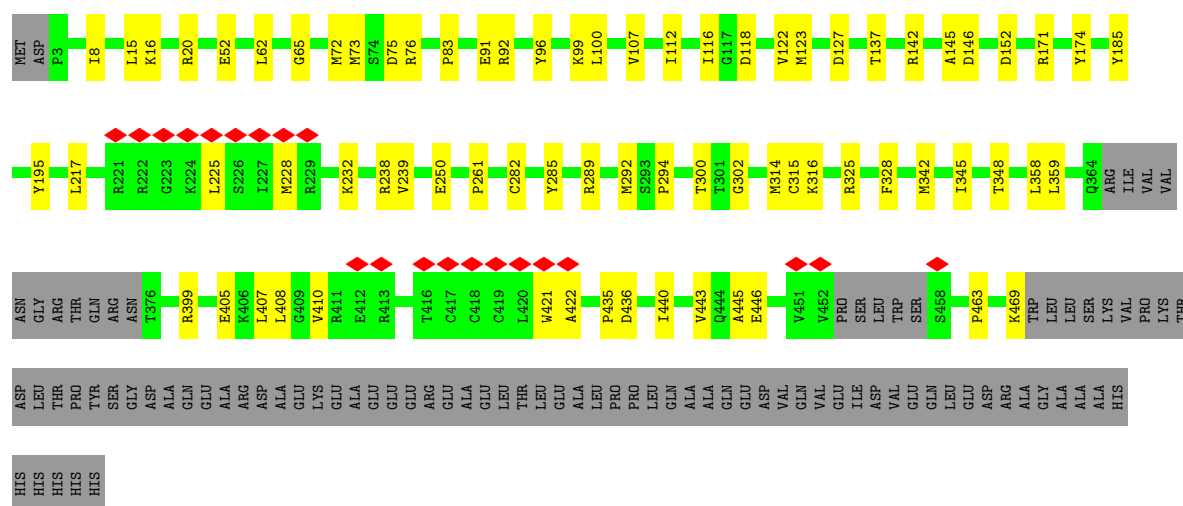 MET ASP P3 I8 L15 K16 R20 E52 L62 G65 M72 M73 S74 D75 R76 P83 E91 R92 Y96 K99 L100 V107 I112 I116 G117 D118 V122 M123 D127 T137 R142 A145 D146 D152 R171 Y174 Y185
Y195 L217 R221 R222 G223 K224 L225 S226 I227 M228 R229 K232 R238 V239 E250 P261 C282 Y285 R289 M292 S293 P294 T300 T301 G302 M314 C315 K316 R325 F328 M342 I345 T348 L358 L359 Q364 ARG ILE VAL VAL
ASN GLY ARG THR GLN ARG ASN T376 R399 E405 K406 L407 L408 G409 V410 R411 E412 R413 T416 C417 C418 C419 L420 W421 A422 P435 D436 I440 V443 Q444 A445 E446 V451 V452 PRO SER LEU TRP SER S458 P463 K469 TRP LEU LEU SER LYS VAL PRO LYS THR
ASP LEU THR PRO TYR SER GLY ASP ALA GLN GLU ALA ARG ASP ALA GLU LYS GLU ALA GLU GLU GLU ARG GLU ALA GLU LEU THR LEU GLU ALA LEU PRO PRO LEU GLN ALA ALA GLN GLU ASP VAL GLN VAL GLU ILE ASP VAL GLU GLN LEU GLU ASP ARG ALA GLY ALA ALA ALA HIS
HIS HIS HIS HIS HIS